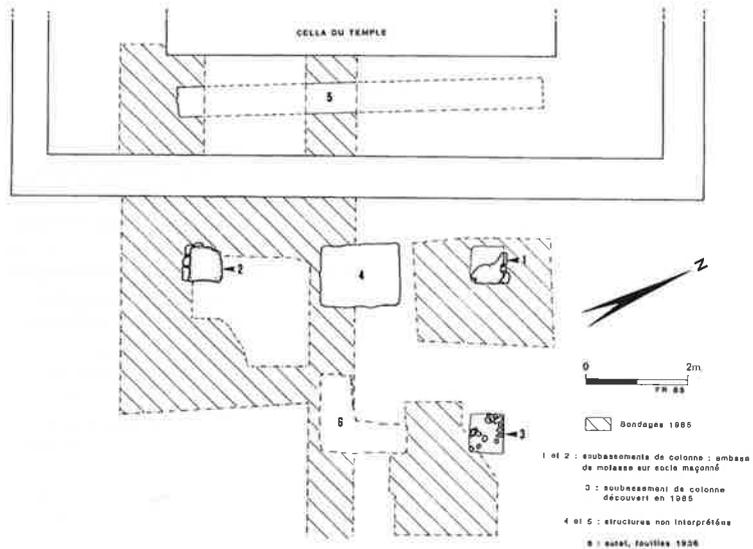 CELLA DU TEMPLE
5
2
4
1
N
0 2m.
FR 85
6
3
Sondages 1985
1 et 2 : soubassements de colonne : embase
de molasse sur socle maçonné
3 : soubassement de colonne
découvert en 1985
4 et 5 : structures non interprétées
6 : autel, fouilles 1936